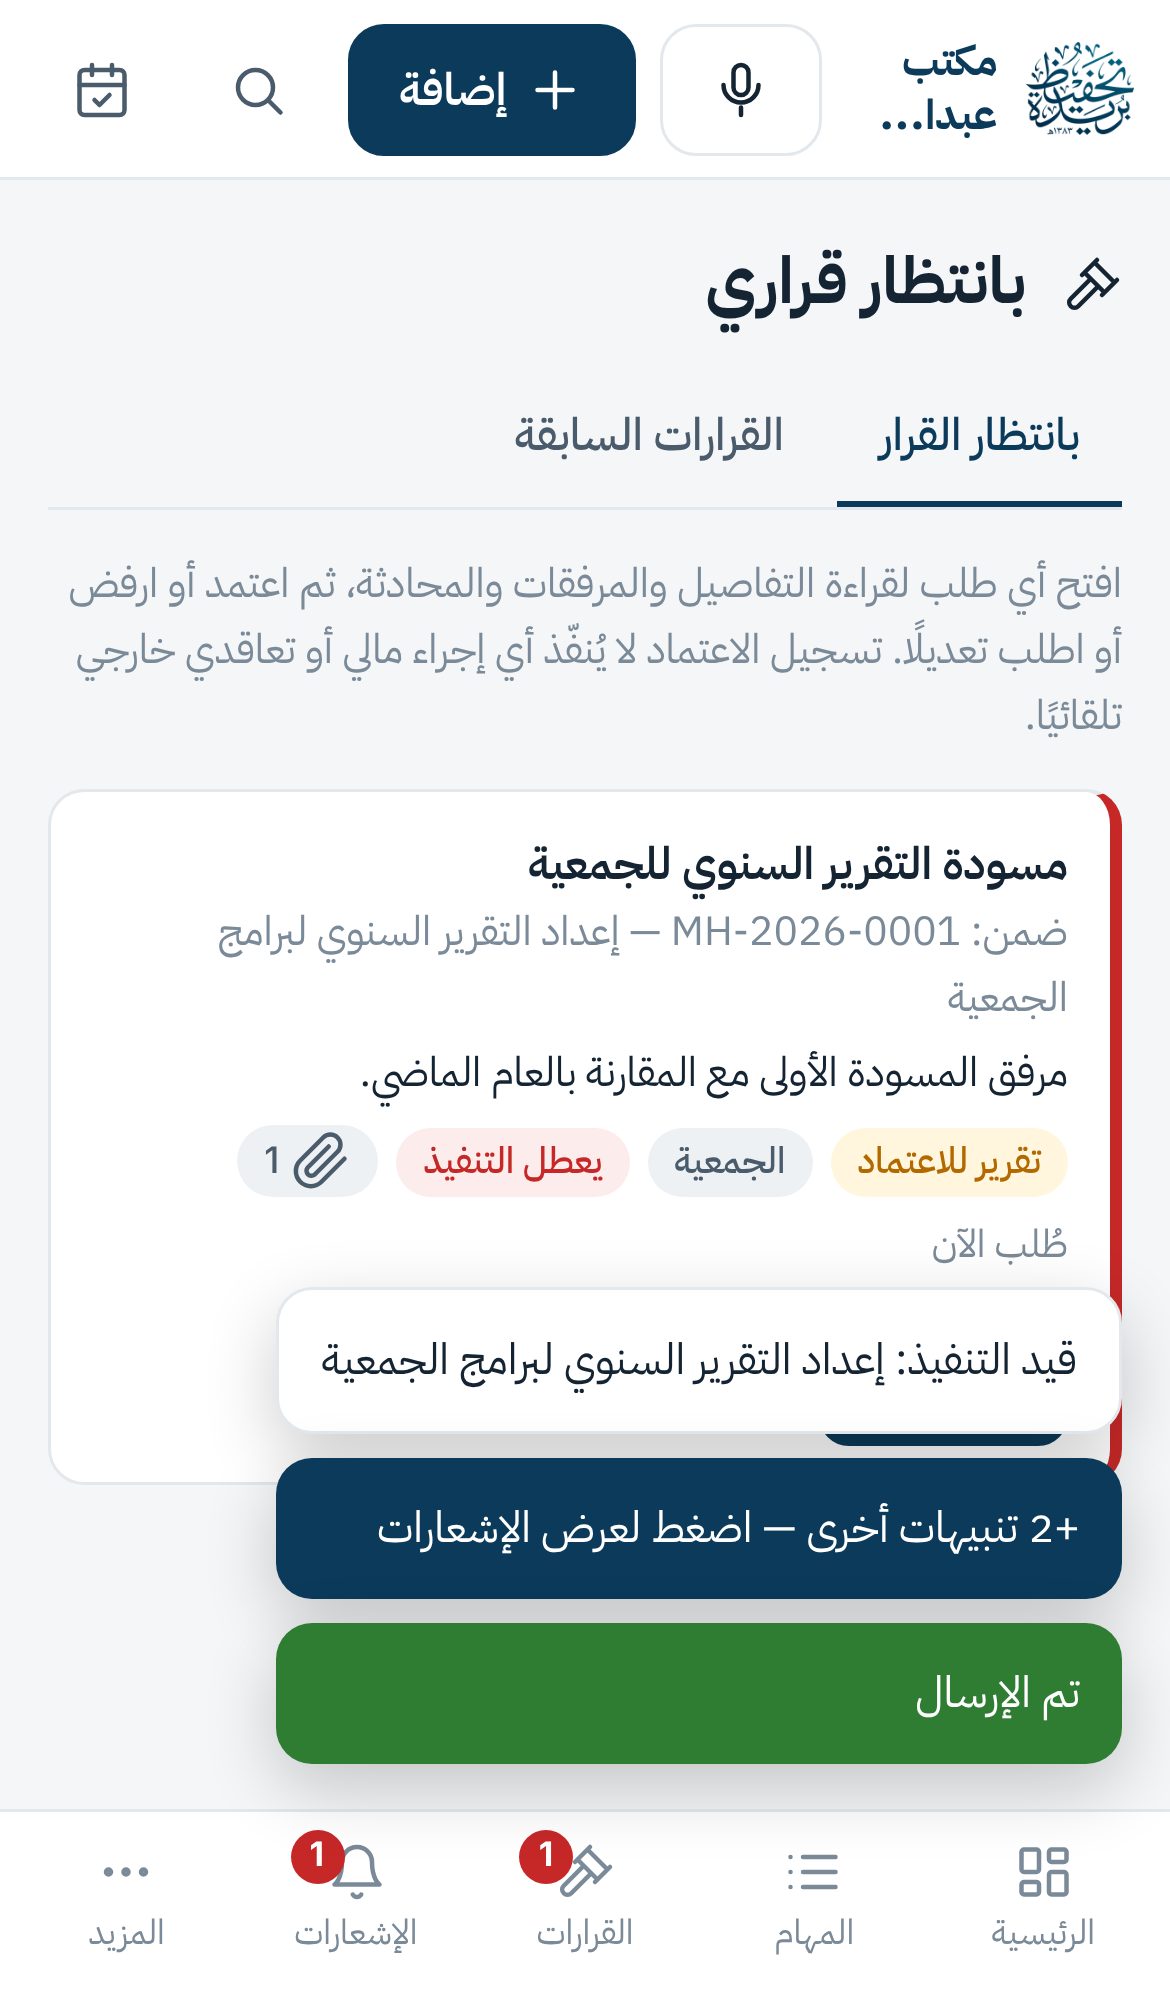 تحفيظ
بريدة
١٣٨٣هـ
مكتب
عبدا...
إضافة
بانتظار قراري
بانتظار القرار
القرارات السابقة
افتح أي طلب لقراءة التفاصيل والمرفقات والمحادثة، ثم اعتمد أو ارفض
أو اطلب تعديلًا. تسجيل الاعتماد لا يُنفّذ أي إجراء مالي أو تعاقدي خارجي
تلقائيًا.
مسودة التقرير السنوي للجمعية
ضمن: MH-2026-0001 — إعداد التقرير السنوي لبرامج
الجمعية
مرفق المسودة الأولى مع المقارنة بالعام الماضي.
تقرير للاعتماد
الجمعية
يعطل التنفيذ
1
طُلب الآن
قيد التنفيذ: إعداد التقرير السنوي لبرامج الجمعية
+2 تنبيهات أخرى — اضغط لعرض الإشعارات
تم الإرسال
الرئيسية
المهام
1
القرارات
1
الإشعارات
المزيد